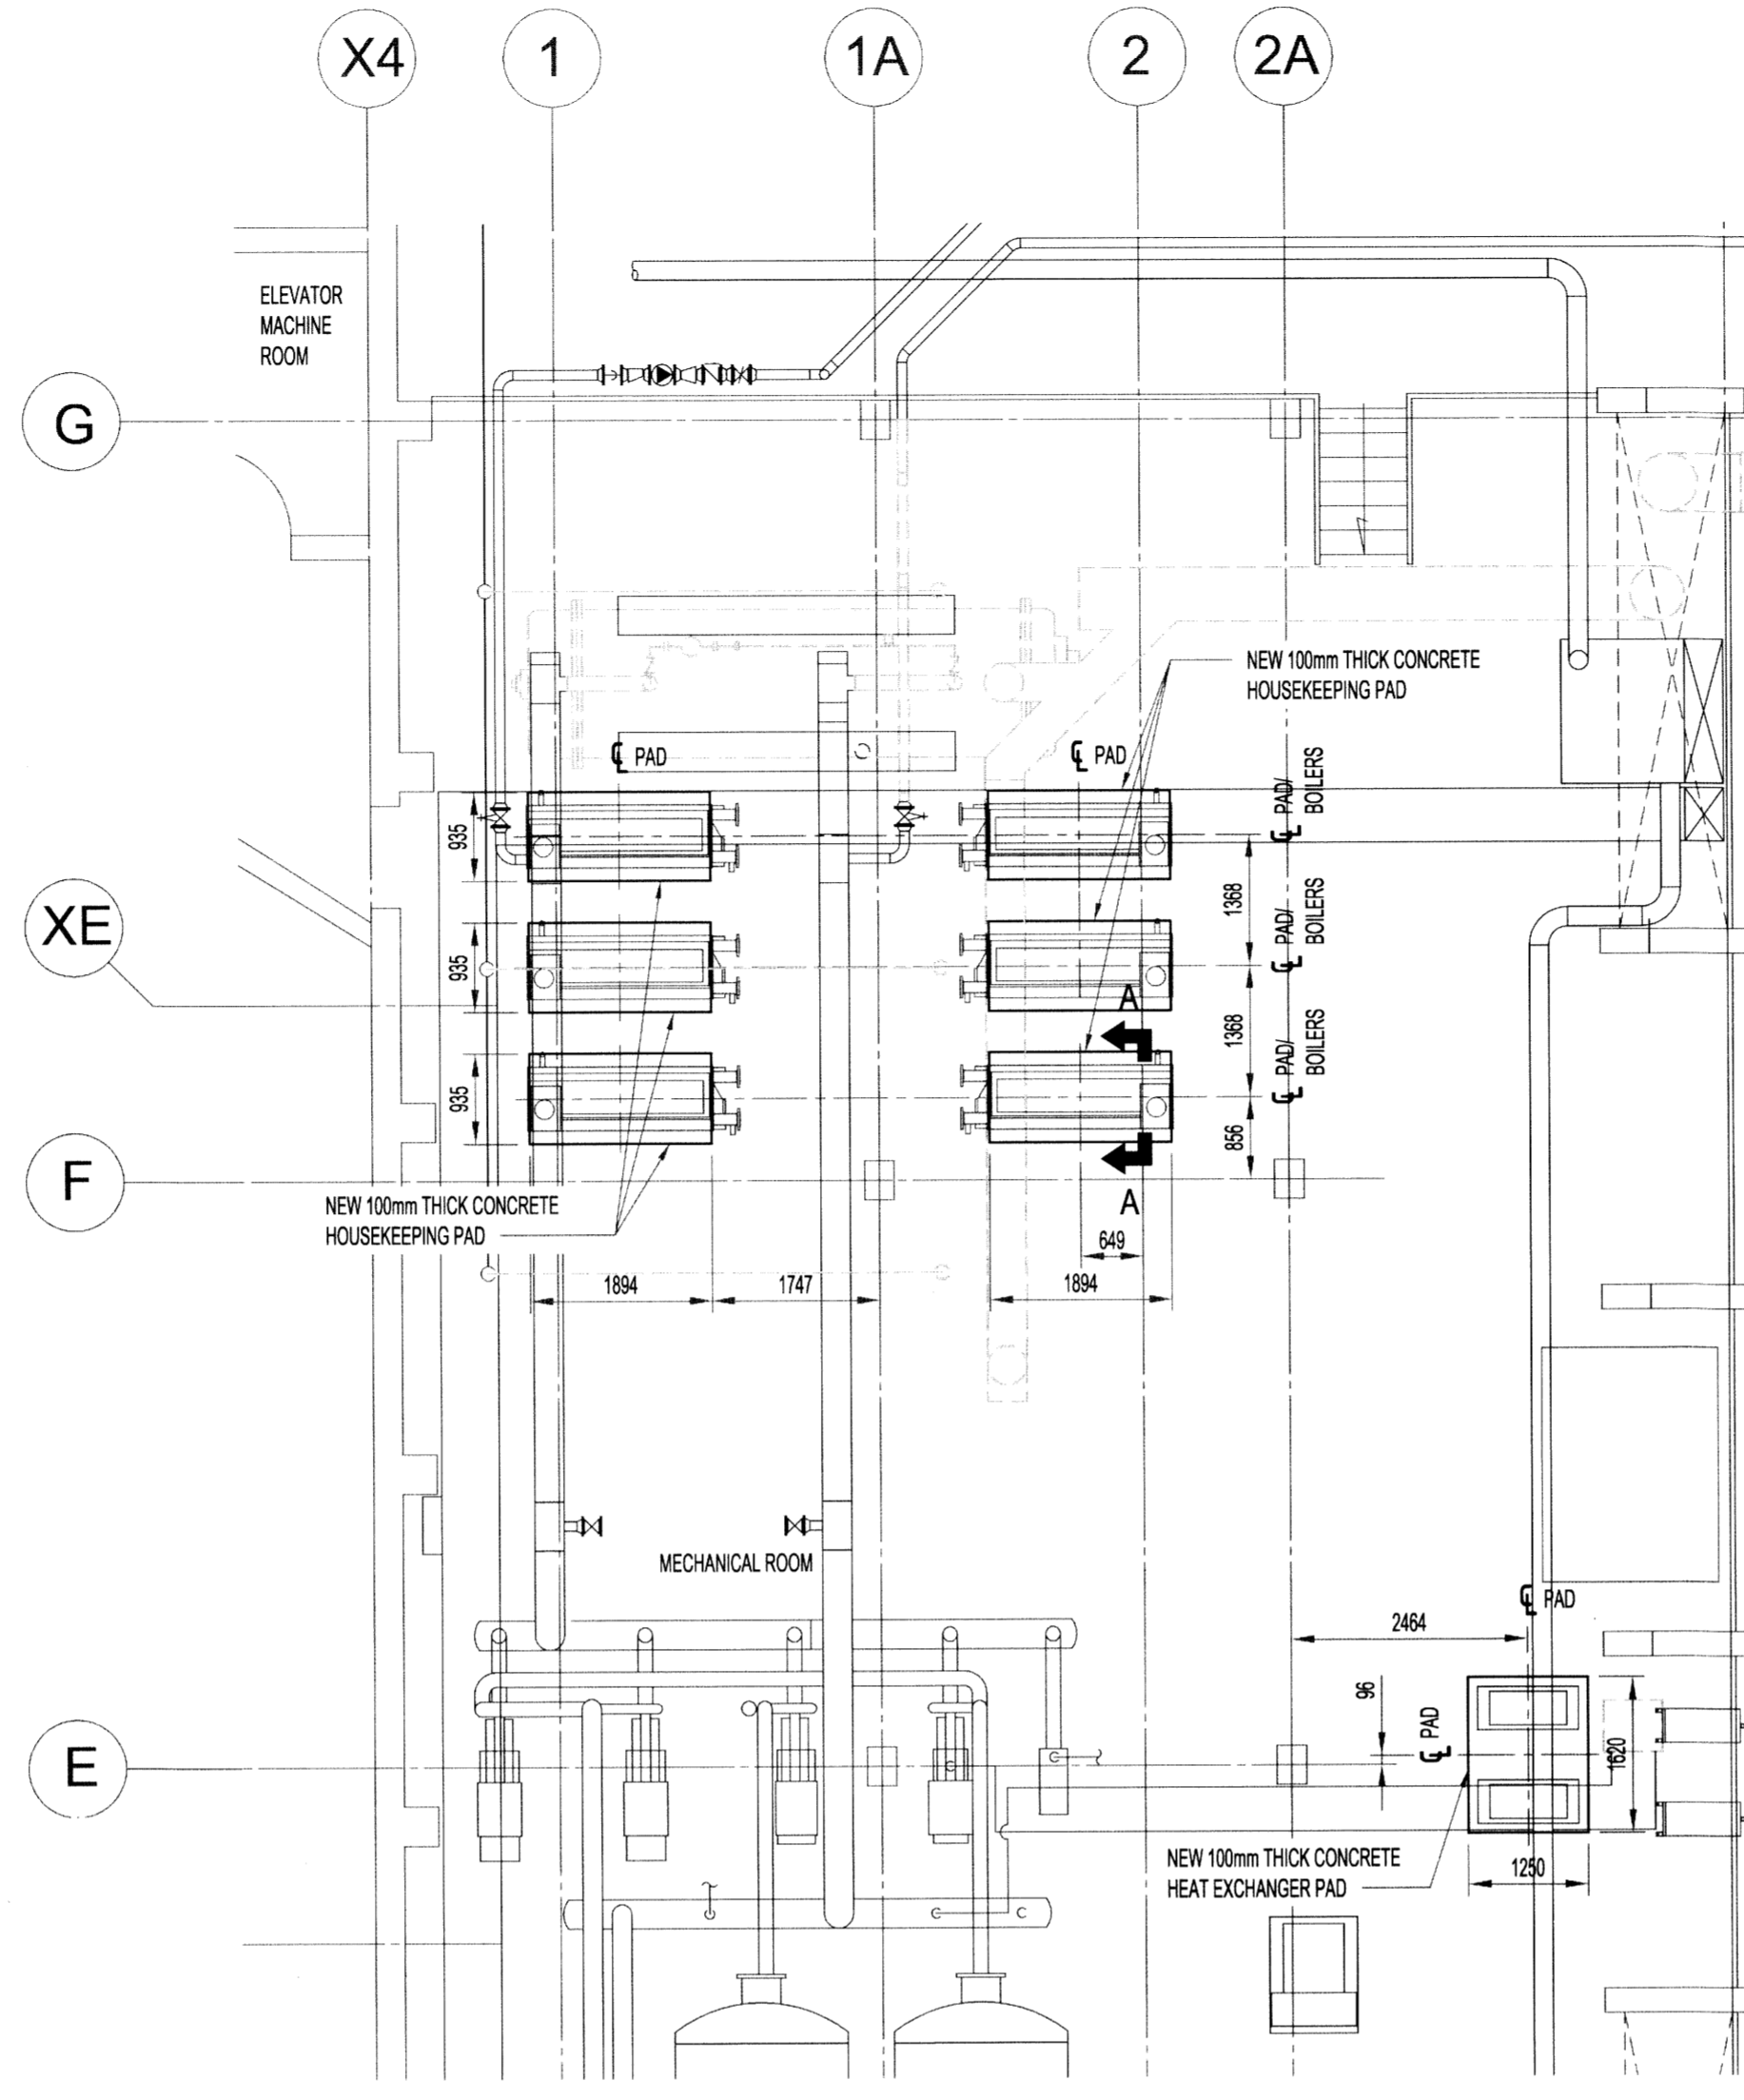 X4
1
1A
2
2A
ELEVATOR
MACHINE
ROOM
G
NEW 100mm THICK CONCRETE
HOUSEKEEPING PAD
℄ PAD
℄ PAD
℄ PAD/
BOILERS
935
1368
XE
℄ PAD/
BOILERS
935
A
1368
℄ PAD/
BOILERS
935
856
F
A
NEW 100mm THICK CONCRETE
HOUSEKEEPING PAD
649
1894
1747
1894
MECHANICAL ROOM
℄ PAD
2464
96
℄ PAD
1620
E
NEW 100mm THICK CONCRETE
HEAT EXCHANGER PAD
1250